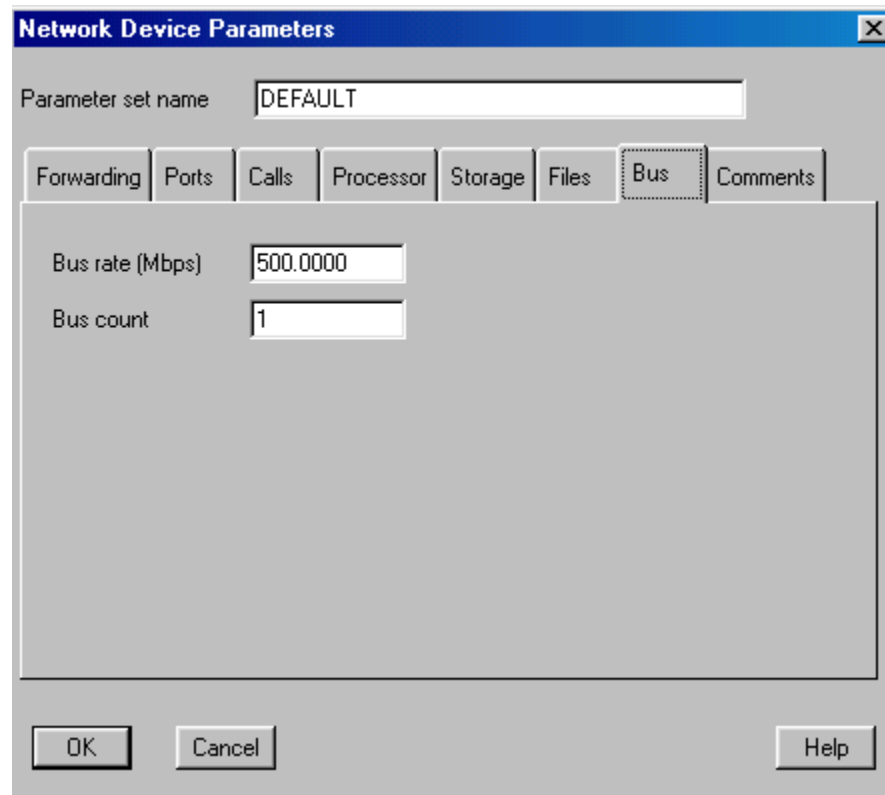 Network Device Parameters
Parameter set name DEFAULT
Forwarding Ports Calls Processor Storage Files Bus Comments
Bus rate (Mbps) 500.0000
Bus count 1
OK Cancel Help